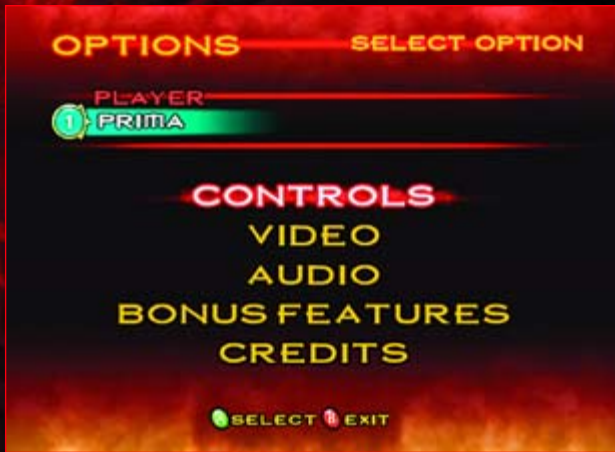 OPTIONS SELECT OPTION
PLAYER
1 PRIMA
CONTROLS
VIDEO
AUDIO
BONUS FEATURES
CREDITS
A SELECT B EXIT